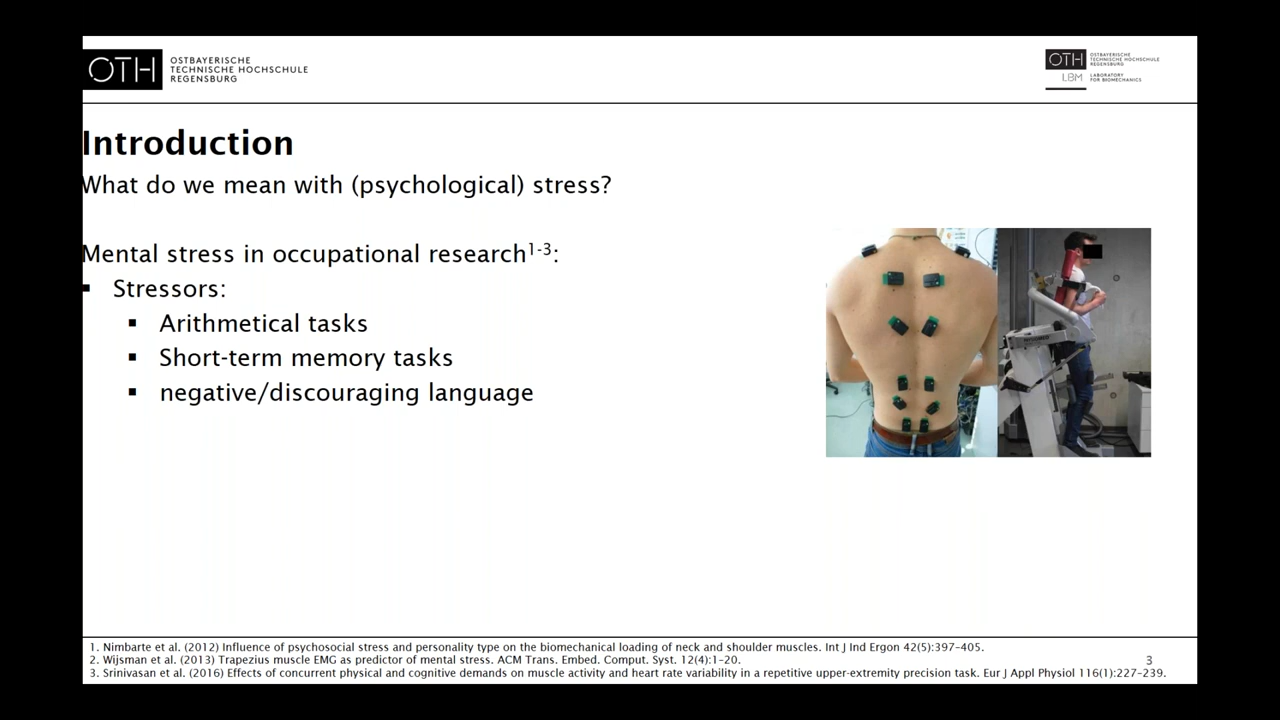 OTH OSTBAYERISCHE
TECHNISCHE HOCHSCHULE
REGENSBURG
OTH OSTBAYERISCHE
TECHNISCHE HOCHSCHULE
REGENSBURG
LBM LABORATORY
FOR BIOMECHANICS
Introduction
What do we mean with (psychological) stress?
Mental stress in occupational research1-3:
▪ Stressors:
▪ Arithmetical tasks
▪ Short-term memory tasks
▪ negative/discouraging language
1. Nimbarte et al. (2012) Influence of psychosocial stress and personality type on the biomechanical loading of neck and shoulder muscles. Int J Ind Ergon 42(5):397–405.
2. Wijsman et al. (2013) Trapezius muscle EMG as predictor of mental stress. ACM Trans. Embed. Comput. Syst. 12(4):1–20.
3. Srinivasan et al. (2016) Effects of concurrent physical and cognitive demands on muscle activity and heart rate variability in a repetitive upper-extremity precision task. Eur J Appl Physiol 116(1):227–239.
3